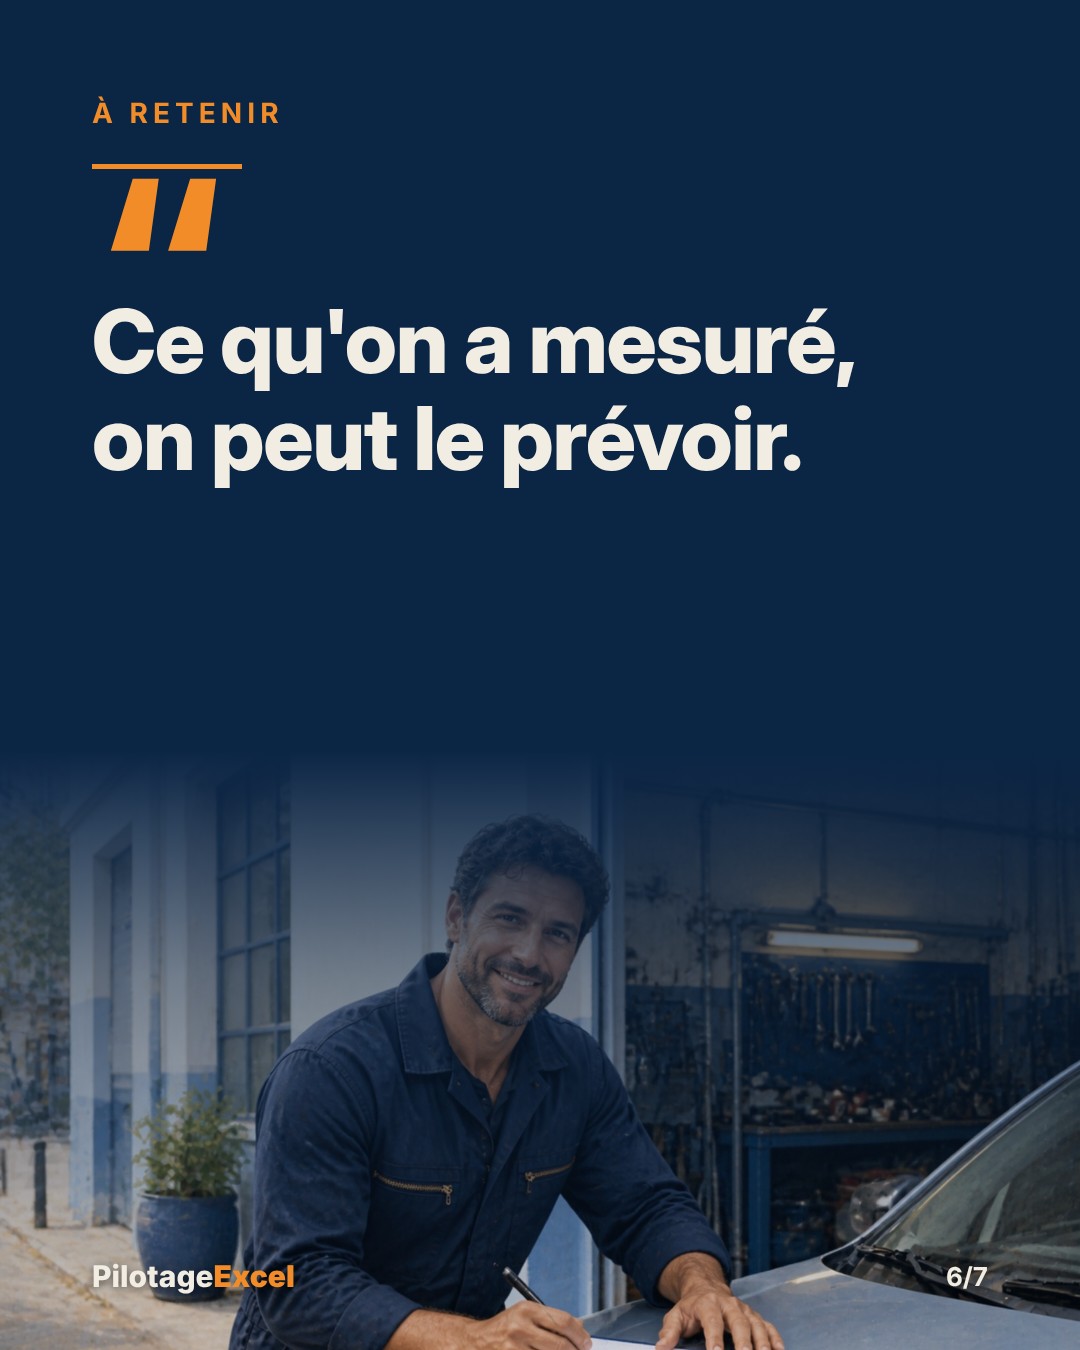 À RETENIR
"
Ce qu'on a mesuré,
on peut le prévoir.
PilotageExcel
6/7